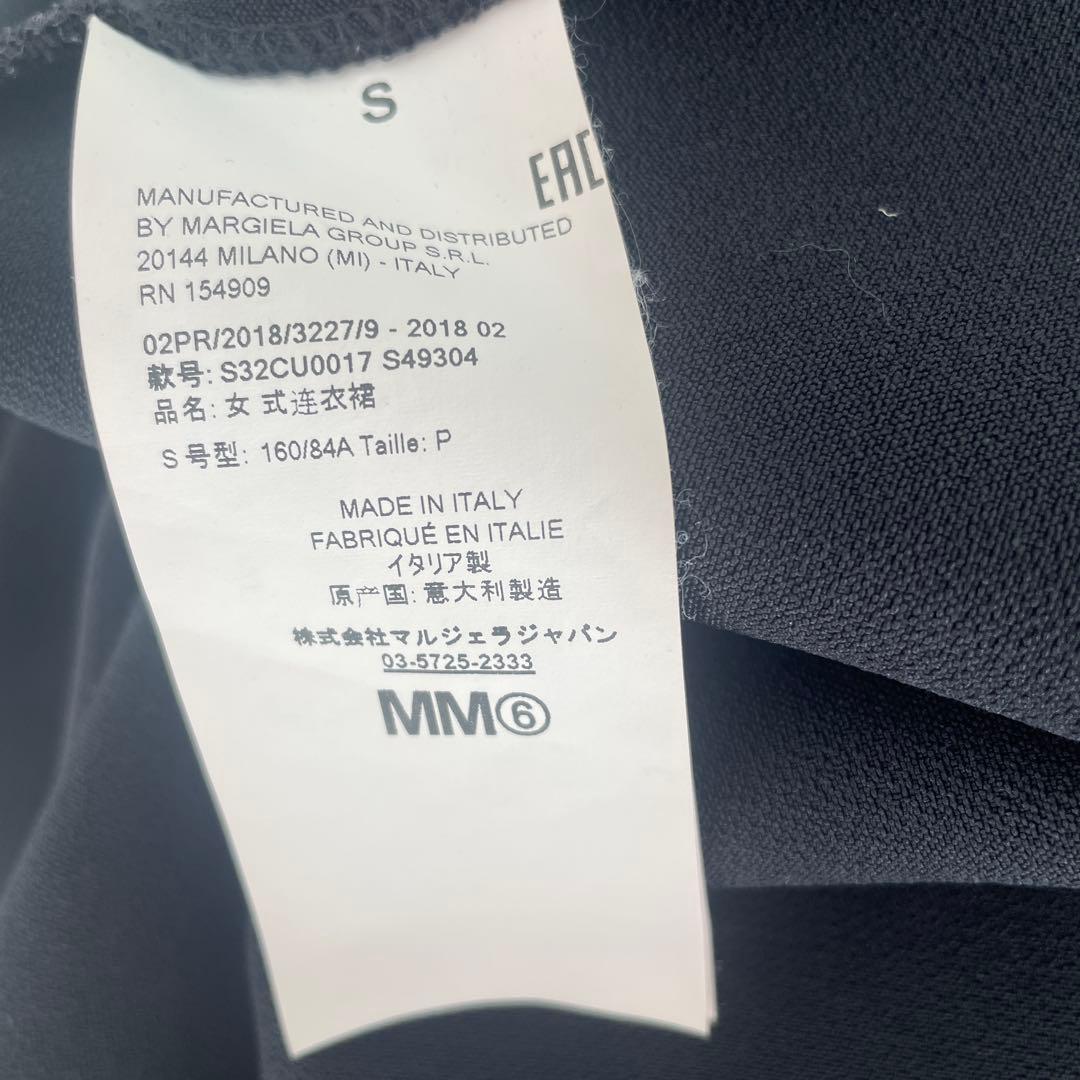 S
EAC
MANUFACTURED AND DISTRIBUTED
BY MARGIELA GROUP S.R.L.
20144 MILANO (MI) - ITALY
RN 154909
02PR/2018/3227/9 - 2018 02
款号: S32CU0017 S49304
品名: 女 式连衣裙
S 号型: 160/84A Taille: P
MADE IN ITALY
FABRIQUÉ EN ITALIE
イタリア製
原产国: 意大利製造
株式会社マルジェラジャパン
03-5725-2333
MM⑥